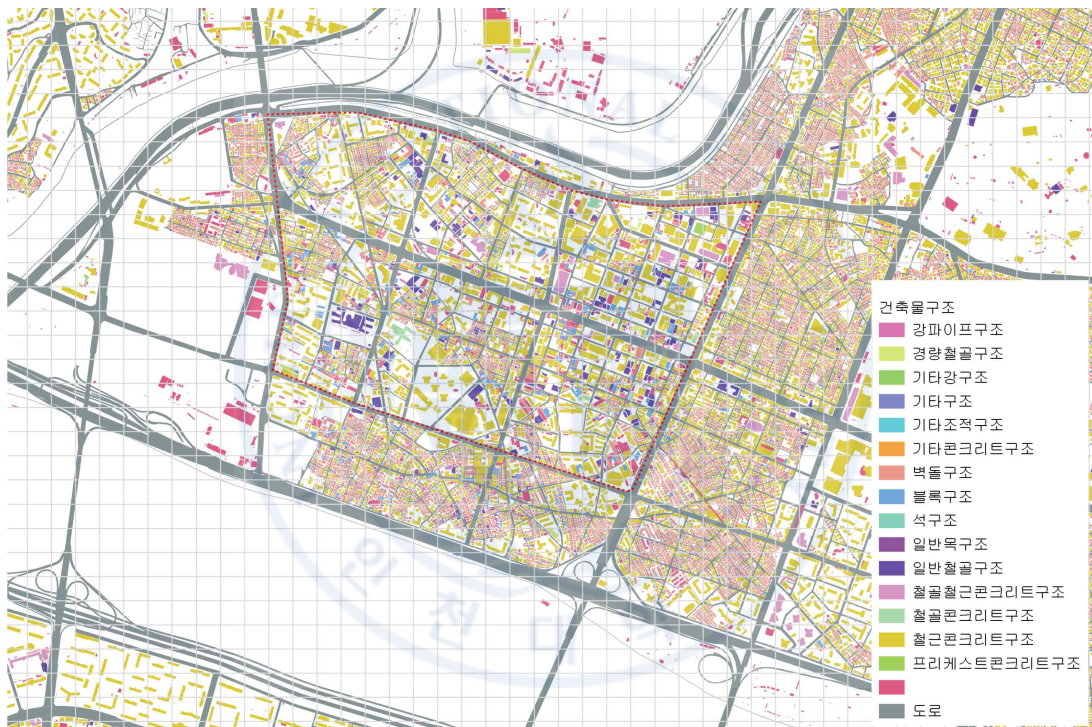 건축물구조
강파이프구조
경량철골구조
기타강구조
기타구조
기타조적구조
기타콘크리트구조
벽돌구조
블록구조
석구조
일반목구조
일반철골구조
철골철근콘크리트구조
철골콘크리트구조
철근콘크리트구조
프리케스트콘크리트구조
도로